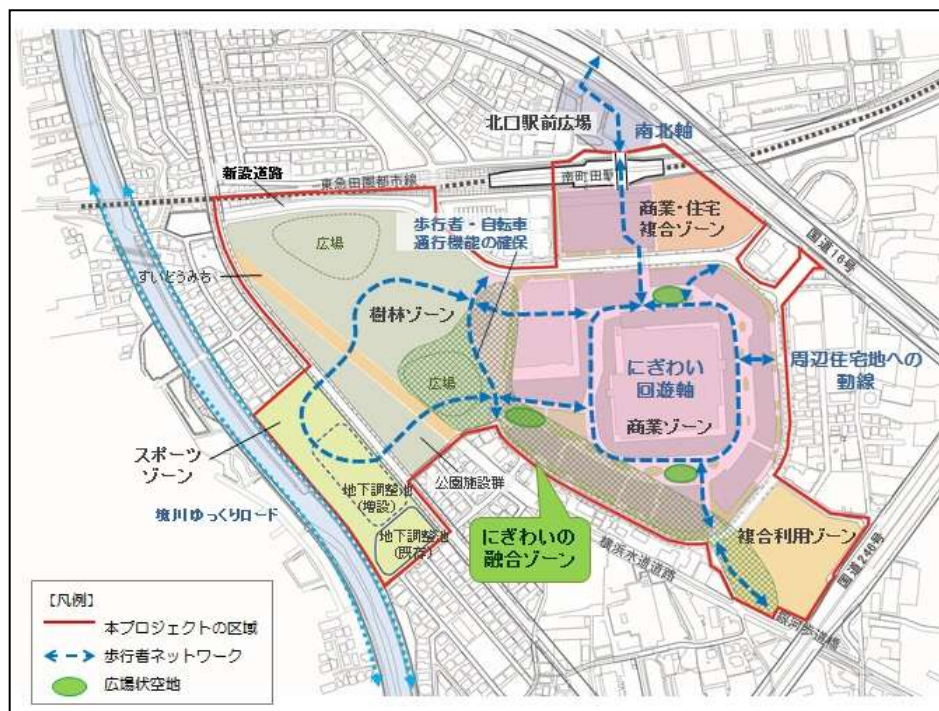 北口駅前広場
南北軸
新設道路
東急田園都市線
南町田駅
国道16号
商業・住宅
複合ゾーン
歩行者・自転車
通行機能の確保
広場
すいどうみち
樹林ゾーン
広場
にぎわい
回遊軸
商業ゾーン
周辺住宅地への
動線
スポーツ
ゾーン
地下調整池
(増設)
公園施設群
境川ゆっくりロード
地下調整池
(既存)
にぎわいの
融合ゾーン
横浜水道道路
複合利用ゾーン
国道246号
銀河歩道橋
【凡例】
本プロジェクトの区域
歩行者ネットワーク
広場状空地